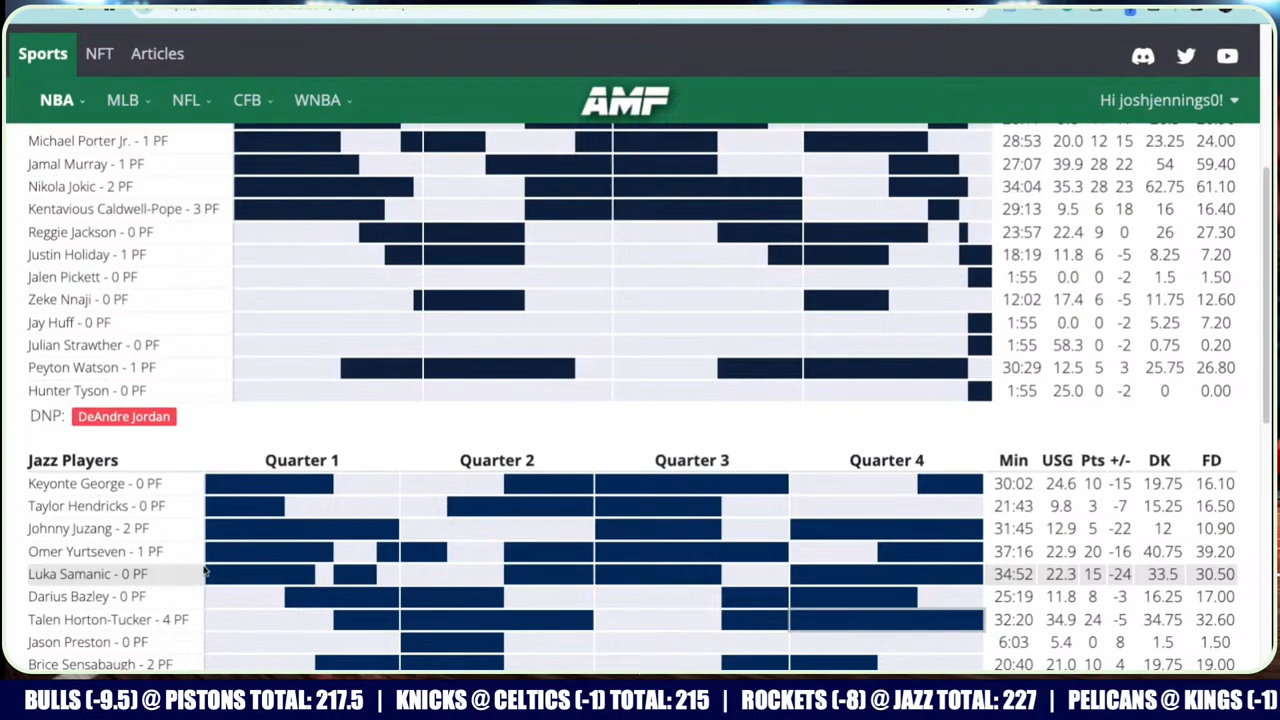 Sports NFT Articles
NBA MLB NFL CFB WNBA AMF Hi joshjennings0!
Michael Porter Jr. - 1 PF 28:53 20.0 12 15 23.25 24.00
Jamal Murray - 1 PF 27:07 39.9 28 22 54 59.40
Nikola Jokic - 2 PF 34:04 35.3 28 23 62.75 61.10
Kentavious Caldwell-Pope - 3 PF 29:13 9.5 6 18 16 16.40
Reggie Jackson - 0 PF 23:57 22.4 9 0 26 27.30
Justin Holiday - 1 PF 18:19 11.8 6 -5 8.25 7.20
Jalen Pickett - 0 PF 1:55 0.0 0 -2 1.5 1.50
Zeke Nnaji - 0 PF 12:02 17.4 6 -5 11.75 12.60
Jay Huff - 0 PF 1:55 0.0 0 -2 5.25 7.20
Julian Strawther - 0 PF 1:55 58.3 0 -2 0.75 0.20
Peyton Watson - 1 PF 30:29 12.5 5 3 25.75 26.80
Hunter Tyson - 0 PF 1:55 25.0 0 -2 0 0.00
DNP: DeAndre Jordan
Jazz Players Quarter 1 Quarter 2 Quarter 3 Quarter 4 Min USG Pts +/- DK FD
Keyonte George - 0 PF 30:02 24.6 10 -15 19.75 16.10
Taylor Hendricks - 0 PF 21:43 9.8 3 -7 15.25 16.50
Johnny Juzang - 2 PF 31:45 12.9 5 -22 12 10.90
Omer Yurtseven - 1 PF 37:16 22.9 20 -16 40.75 39.20
Luka Samanic - 0 PF 34:52 22.3 15 -24 33.5 30.50
Darius Bazley - 0 PF 25:19 11.8 8 -3 16.25 17.00
Talen Horton-Tucker - 4 PF 32:20 34.9 24 -5 34.75 32.60
Jason Preston - 0 PF 6:03 5.4 0 8 1.5 1.50
Brice Sensabaugh - 2 PF 20:40 21.0 10 4 19.75 19.00
BULLS (-9.5) @ PISTONS TOTAL: 217.5 | KNICKS @ CELTICS (-1) TOTAL: 215 | ROCKETS (-8) @ JAZZ TOTAL: 227 | PELICANS @ KINGS (-1)